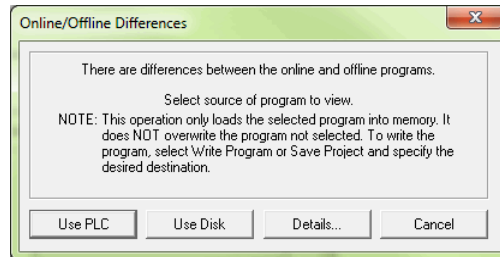 Online/Offline Differences
There are differences between the online and offline programs.
Select source of program to view.
NOTE: This operation only loads the selected program into memory. It
does NOT overwrite the program not selected. To write the
program, select Write Program or Save Project and specify the
desired destination.
Use PLC Use Disk Details... Cancel